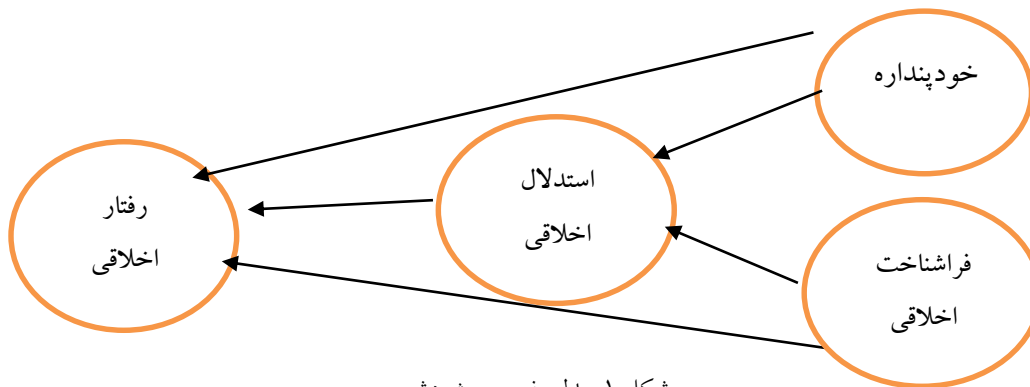 خودپنداره
استدلال
اخلاقی
رفتار
اخلاقی
فراشناخت
اخلاقی